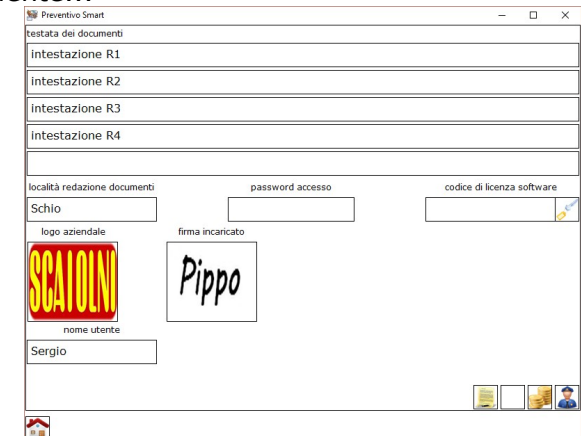 Preventivo Smart
testata dei documenti
intestazione R1
intestazione R2
intestazione R3
intestazione R4
località redazione documenti password accesso codice di licenza software
Schio
logo aziendale firma incaricato
SCAIOLNI Pippo
nome utente
Sergio